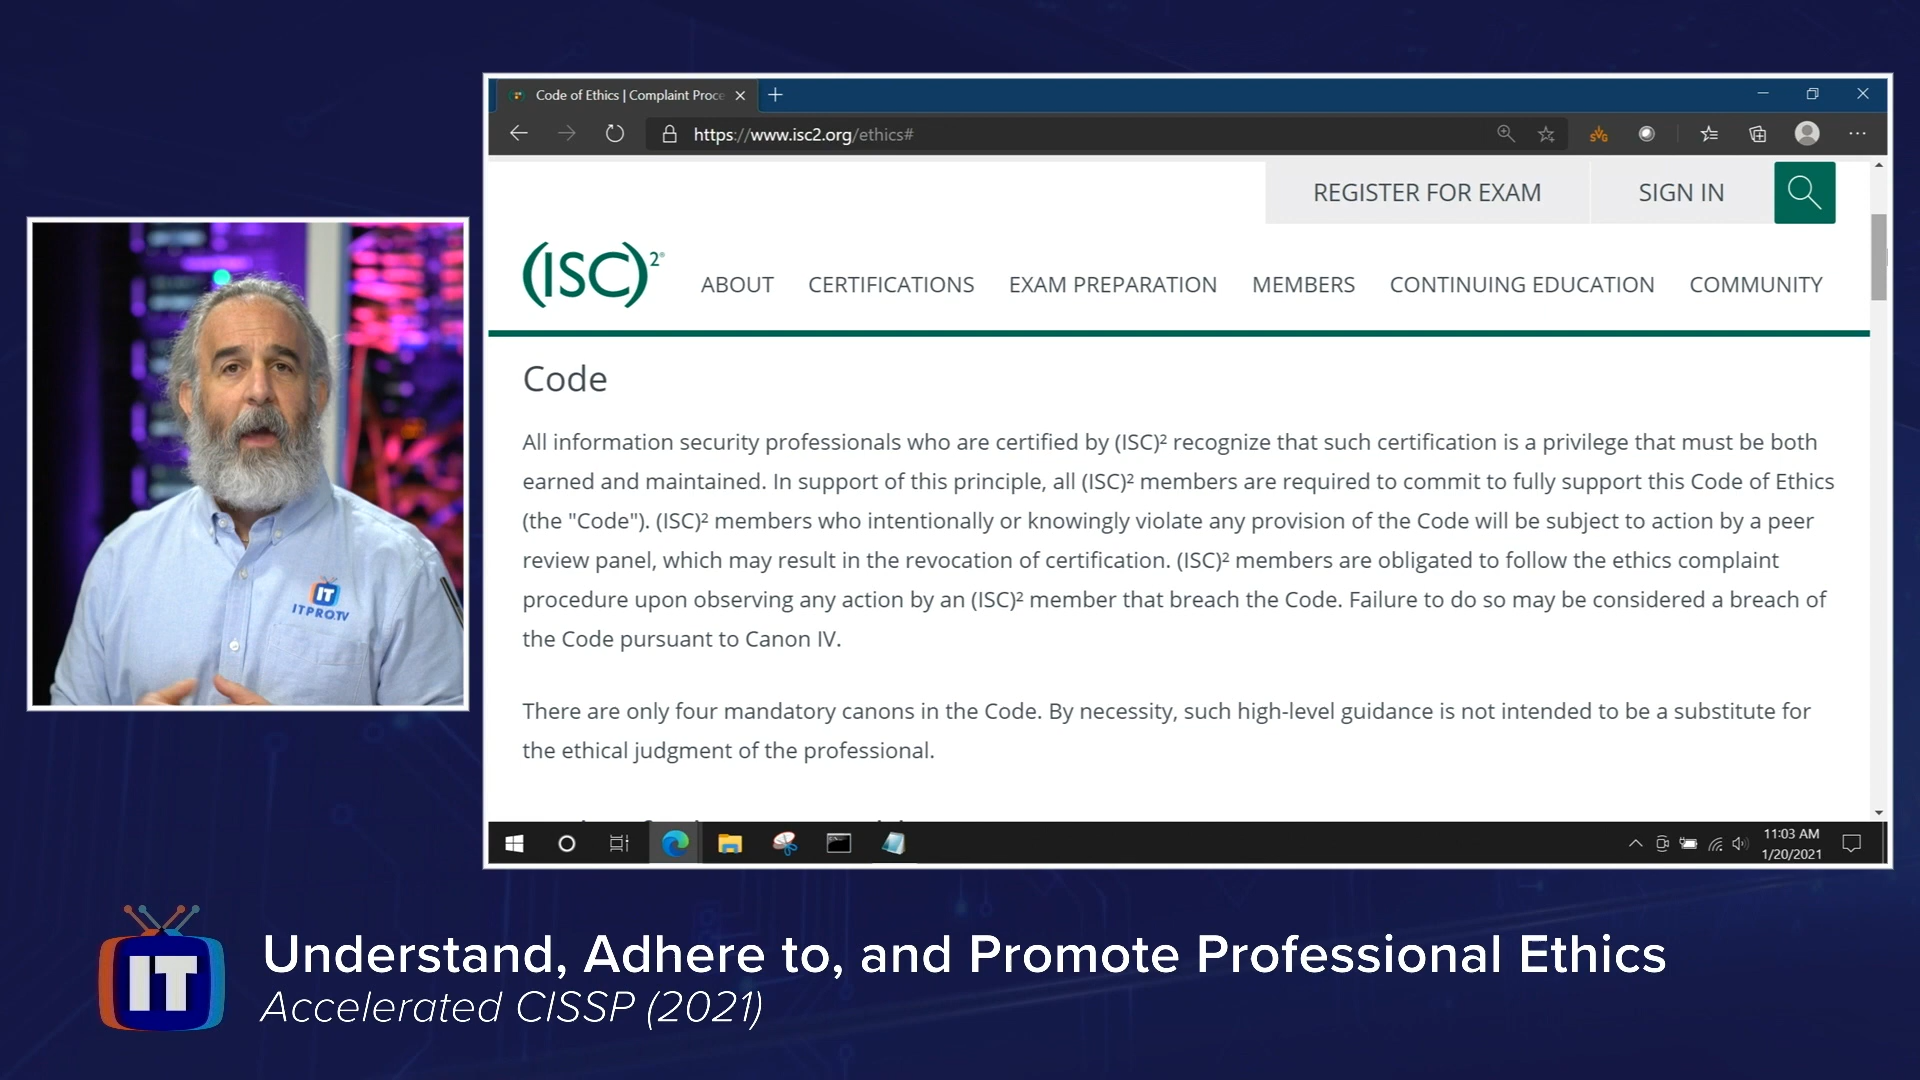 Code of Ethics | Complaint Proce
https://www.isc2.org/ethics#
SVG
REGISTER FOR EXAM
SIGN IN
(ISC)²®
ABOUT
CERTIFICATIONS
EXAM PREPARATION
MEMBERS
CONTINUING EDUCATION
COMMUNITY
Code
All information security professionals who are certified by (ISC)² recognize that such certification is a privilege that must be both
earned and maintained. In support of this principle, all (ISC)² members are required to commit to fully support this Code of Ethics
(the "Code"). (ISC)² members who intentionally or knowingly violate any provision of the Code will be subject to action by a peer
review panel, which may result in the revocation of certification. (ISC)² members are obligated to follow the ethics complaint
procedure upon observing any action by an (ISC)² member that breach the Code. Failure to do so may be considered a breach of
the Code pursuant to Canon IV.
There are only four mandatory canons in the Code. By necessity, such high-level guidance is not intended to be a substitute for
the ethical judgment of the professional.
11:03 AM
1/20/2021
IT
ITPRO.TV
IT
Understand, Adhere to, and Promote Professional Ethics
Accelerated CISSP (2021)